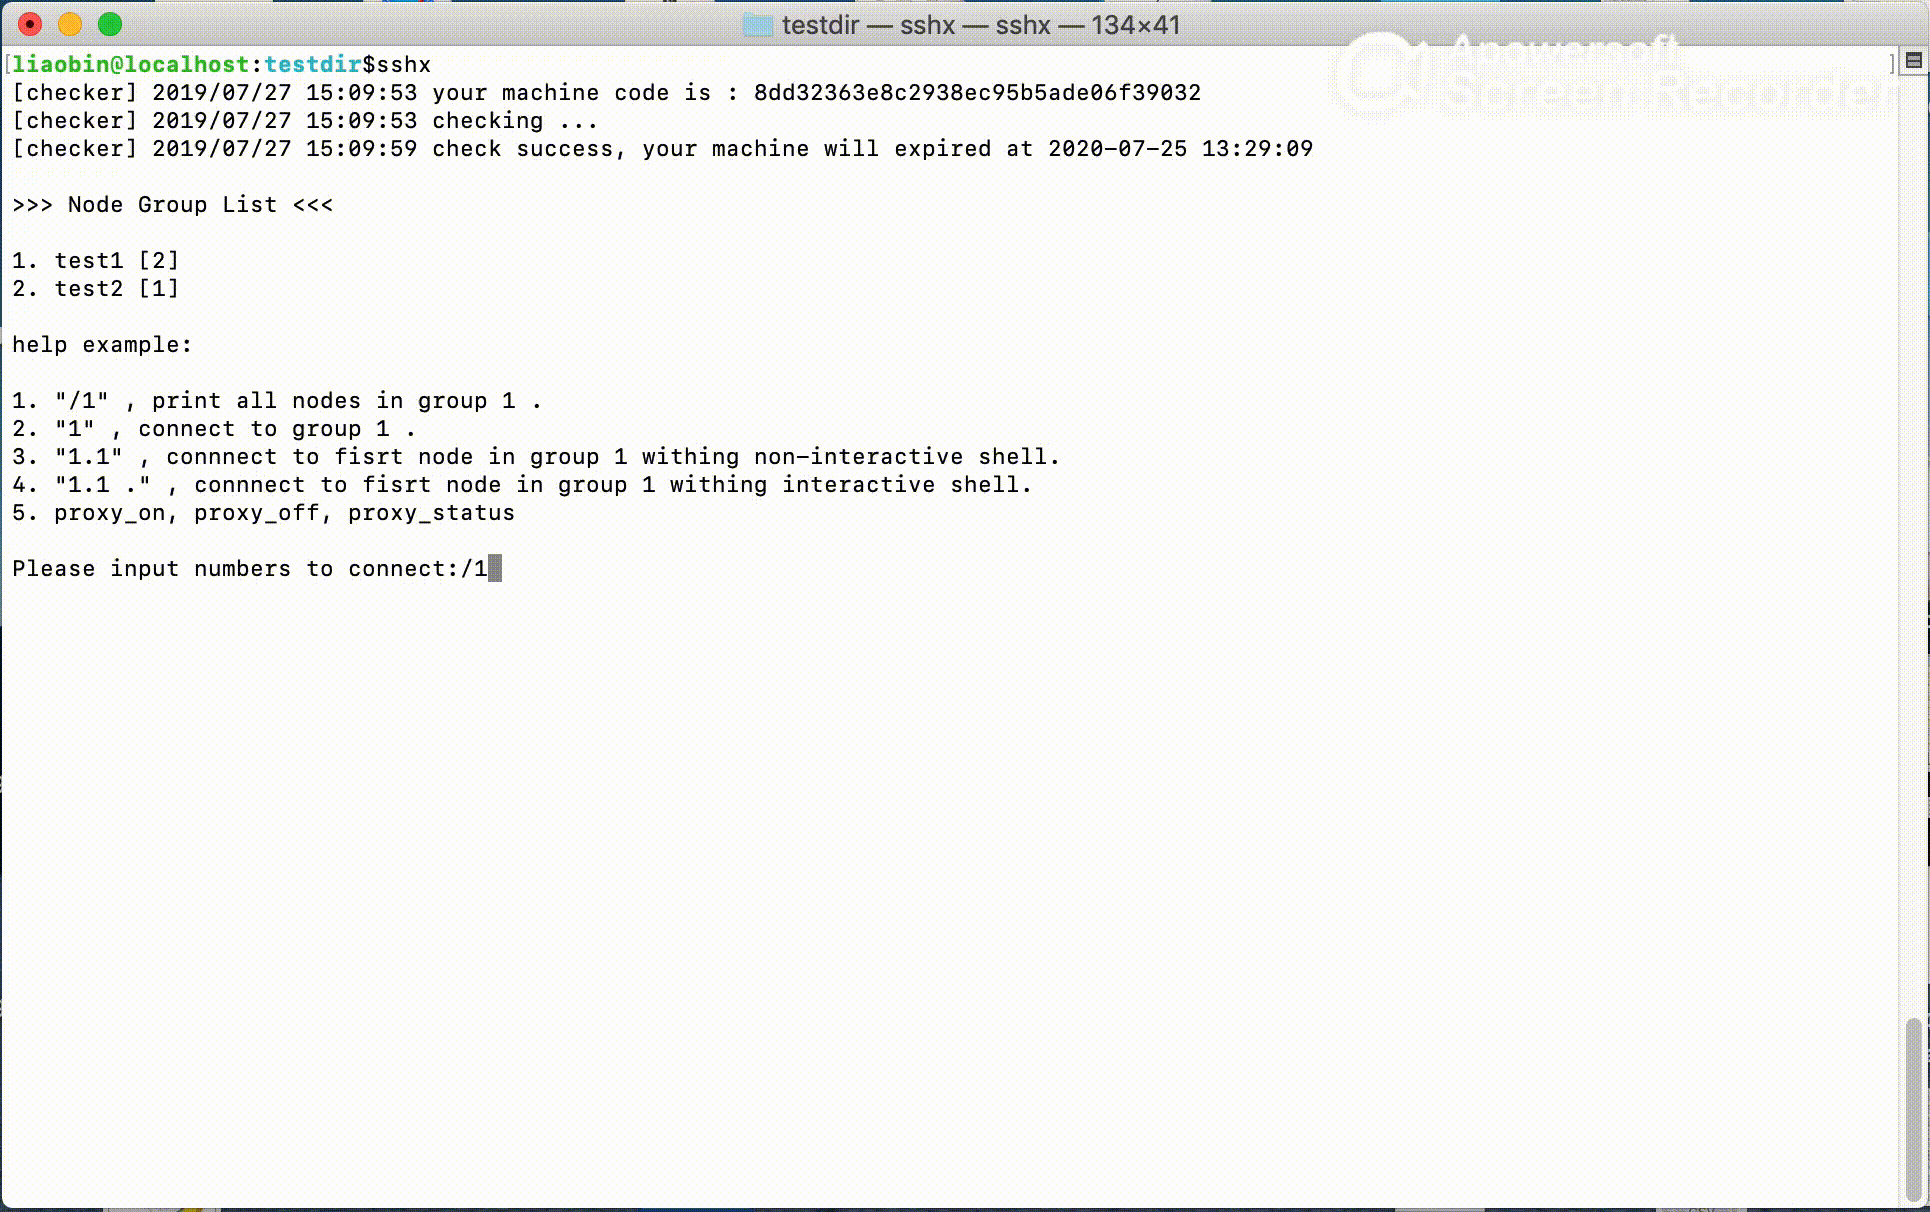 testdir — sshx — sshx — 134×41
Apowersoft
Screen Recorder
[liaobin@localhost:testdir$sshx ]
[checker] 2019/07/27 15:09:53 your machine code is : 8dd32363e8c2938ec95b5ade06f39032
[checker] 2019/07/27 15:09:53 checking ...
[checker] 2019/07/27 15:09:59 check success, your machine will expired at 2020-07-25 13:29:09
>>> Node Group List <<<
1. test1 [2]
2. test2 [1]
help example:
1. "/1" , print all nodes in group 1 .
2. "1" , connect to group 1 .
3. "1.1" , connnect to fisrt node in group 1 withing non-interactive shell.
4. "1.1 ." , connnect to fisrt node in group 1 withing interactive shell.
5. proxy_on, proxy_off, proxy_status
Please input numbers to connect:/1